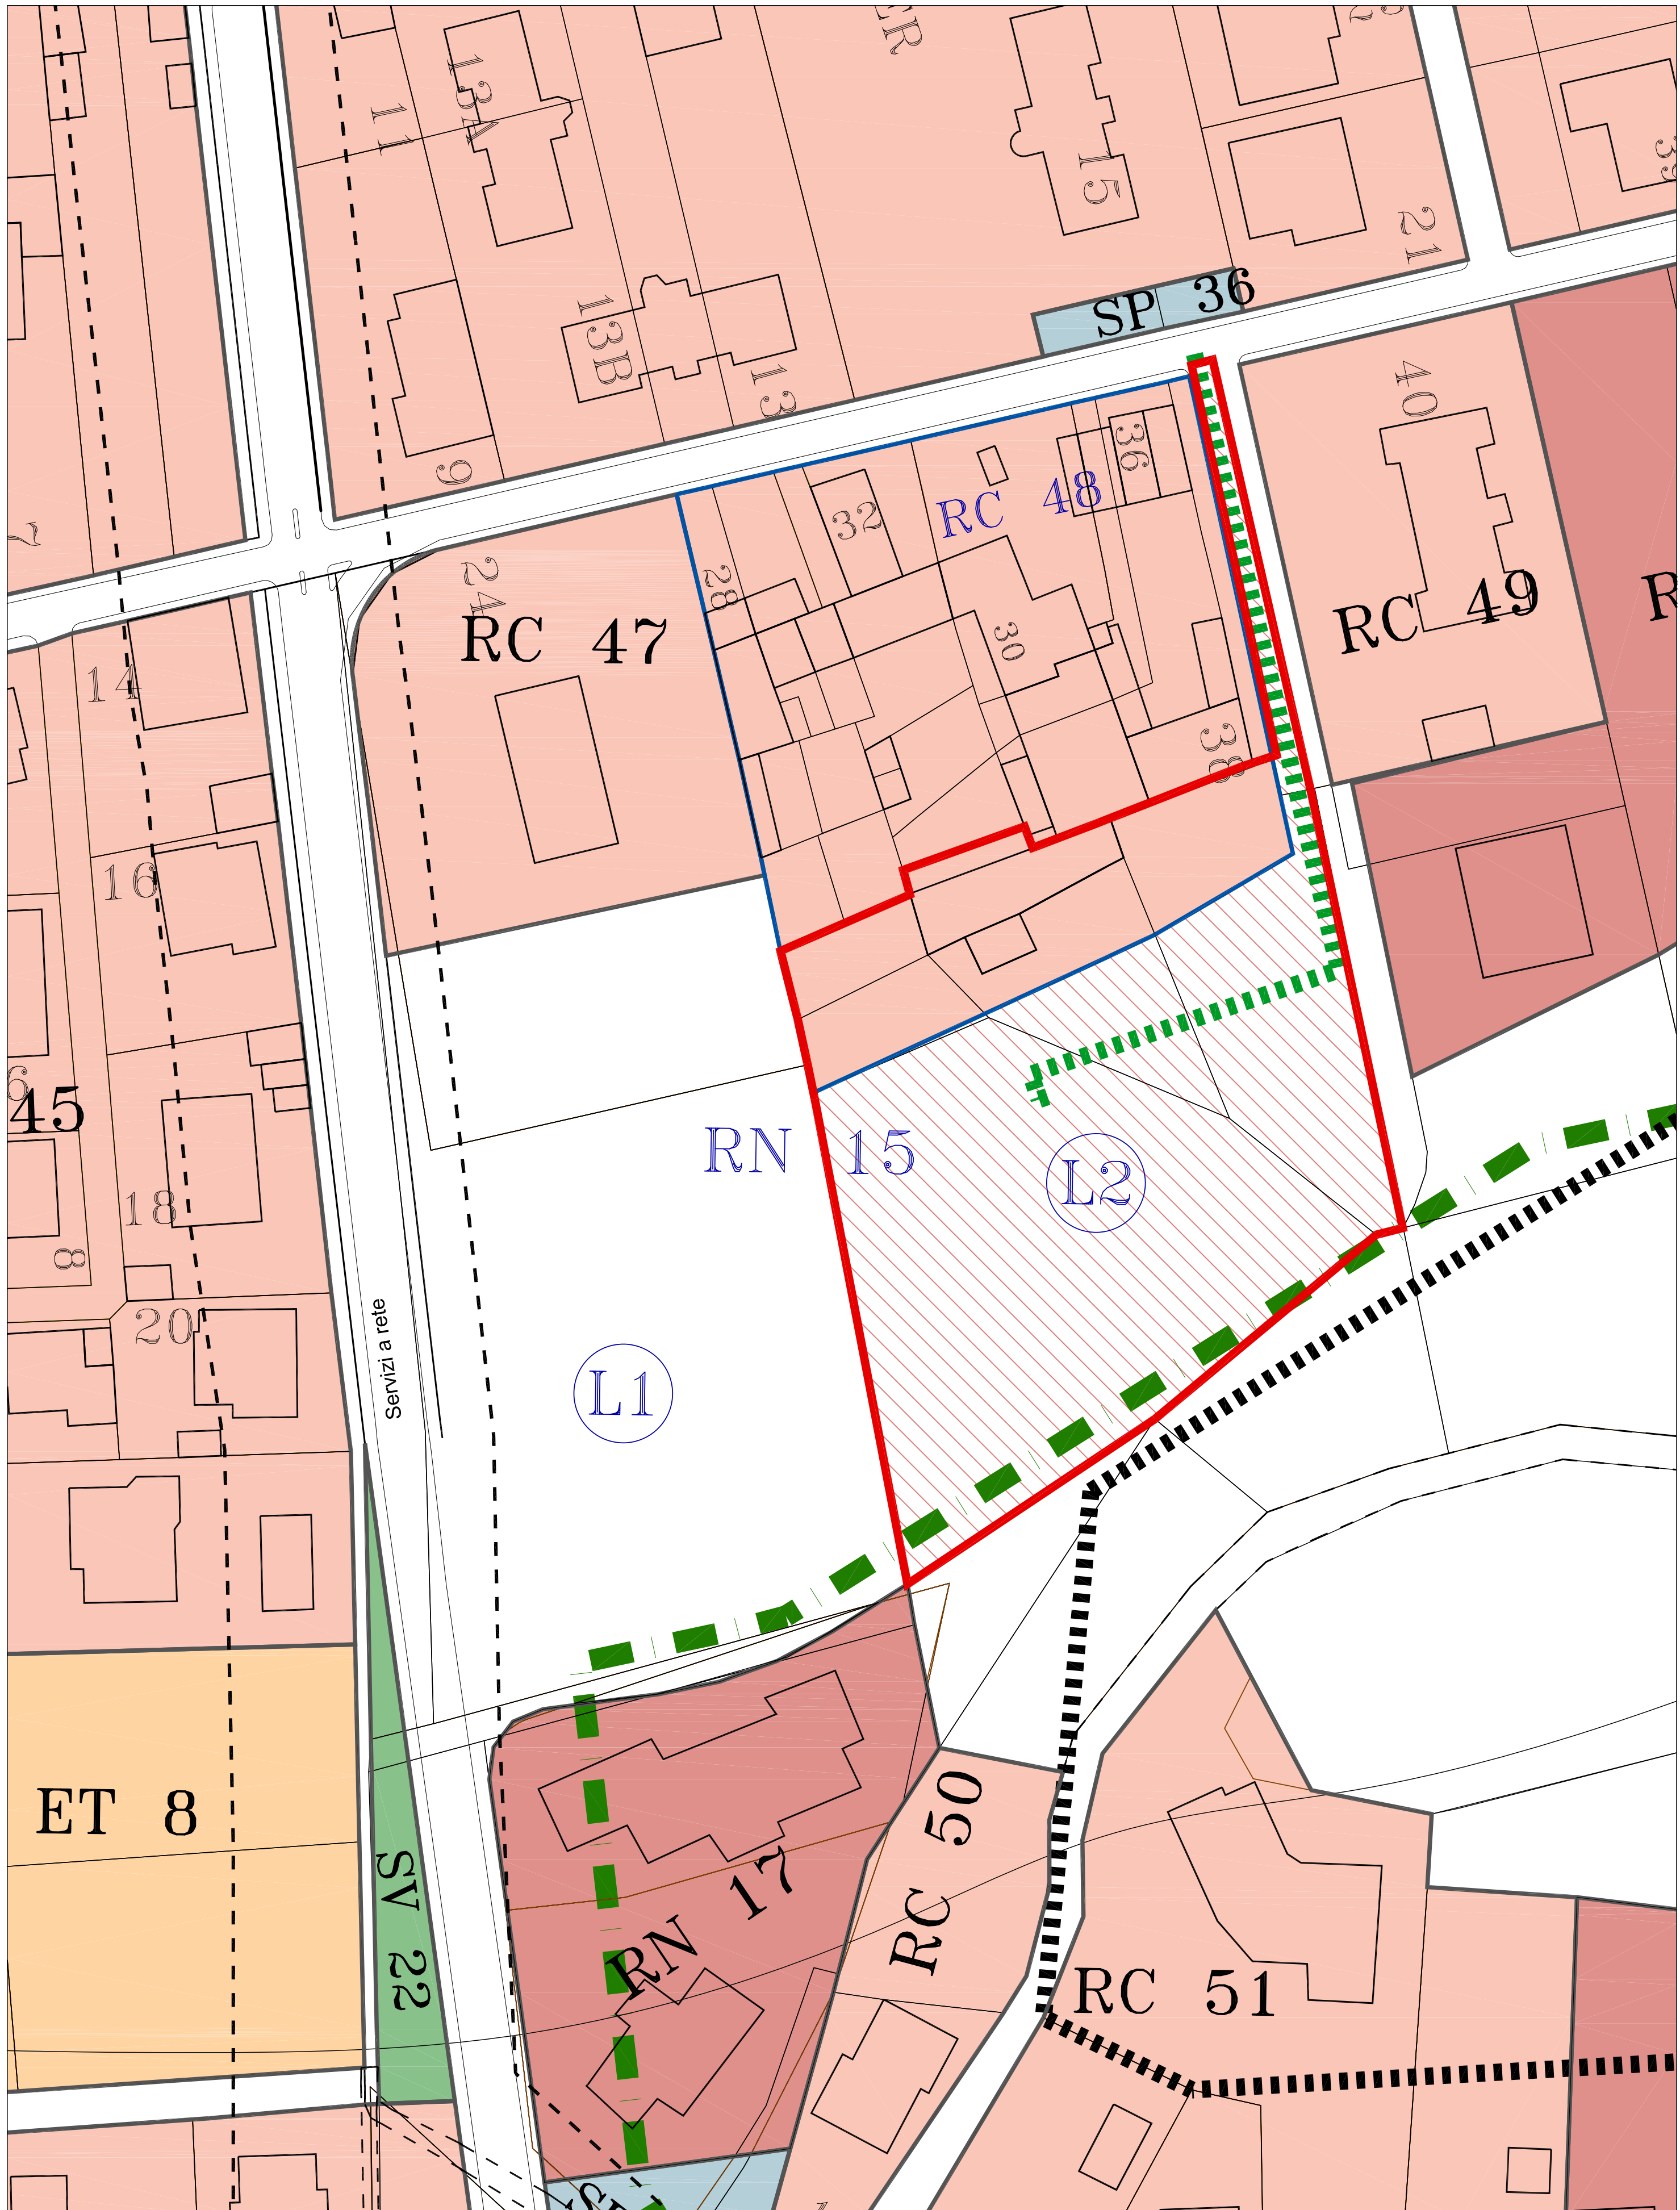 13A
11
15
21
39
SP 36
13B
13
9
7
40
36
32
RC 48
28
24
RC 47
30
RC 49
38
14
16
45
RN 15
L2
18
8
20
Servizi a rete
L1
ET 8
SV 22
RN 17
RC 50
RC 51